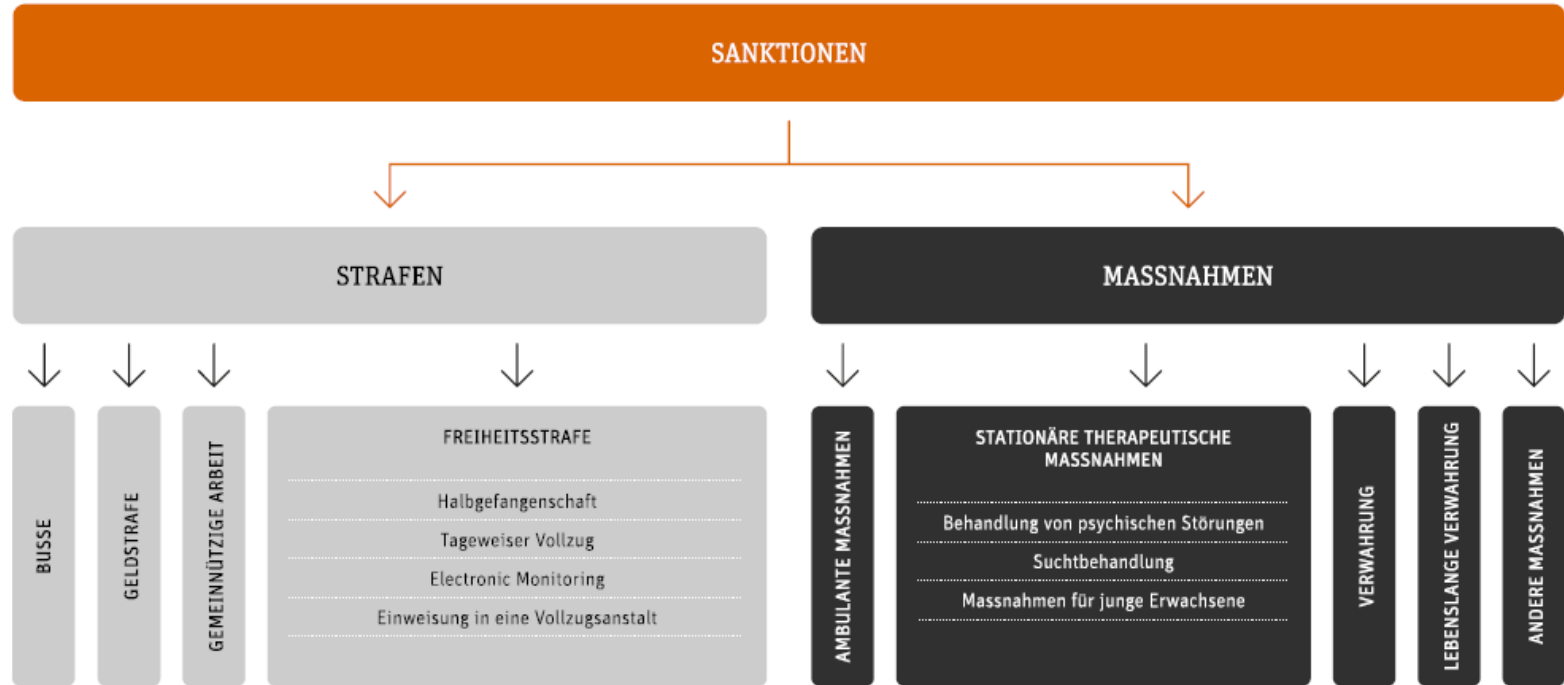 SANKTIONEN
STRAFEN
MASSNAHMEN
BUSSE
GELDSTRAFE
GEMEINNÜTZIGE ARBEIT
FREIHEITSSTRAFE
Halbgefangenschaft
Tageweiser Vollzug
Electronic Monitoring
Einweisung in eine Vollzugsanstalt
AMBULANTE MASSNAHMEN
STATIONÄRE THERAPEUTISCHE
MASSNAHMEN
Behandlung von psychischen Störungen
Suchtbehandlung
Massnahmen für junge Erwachsene
VERWAHRUNG
LEBENSLANGE VERWAHRUNG
ANDERE MASSNAHMEN